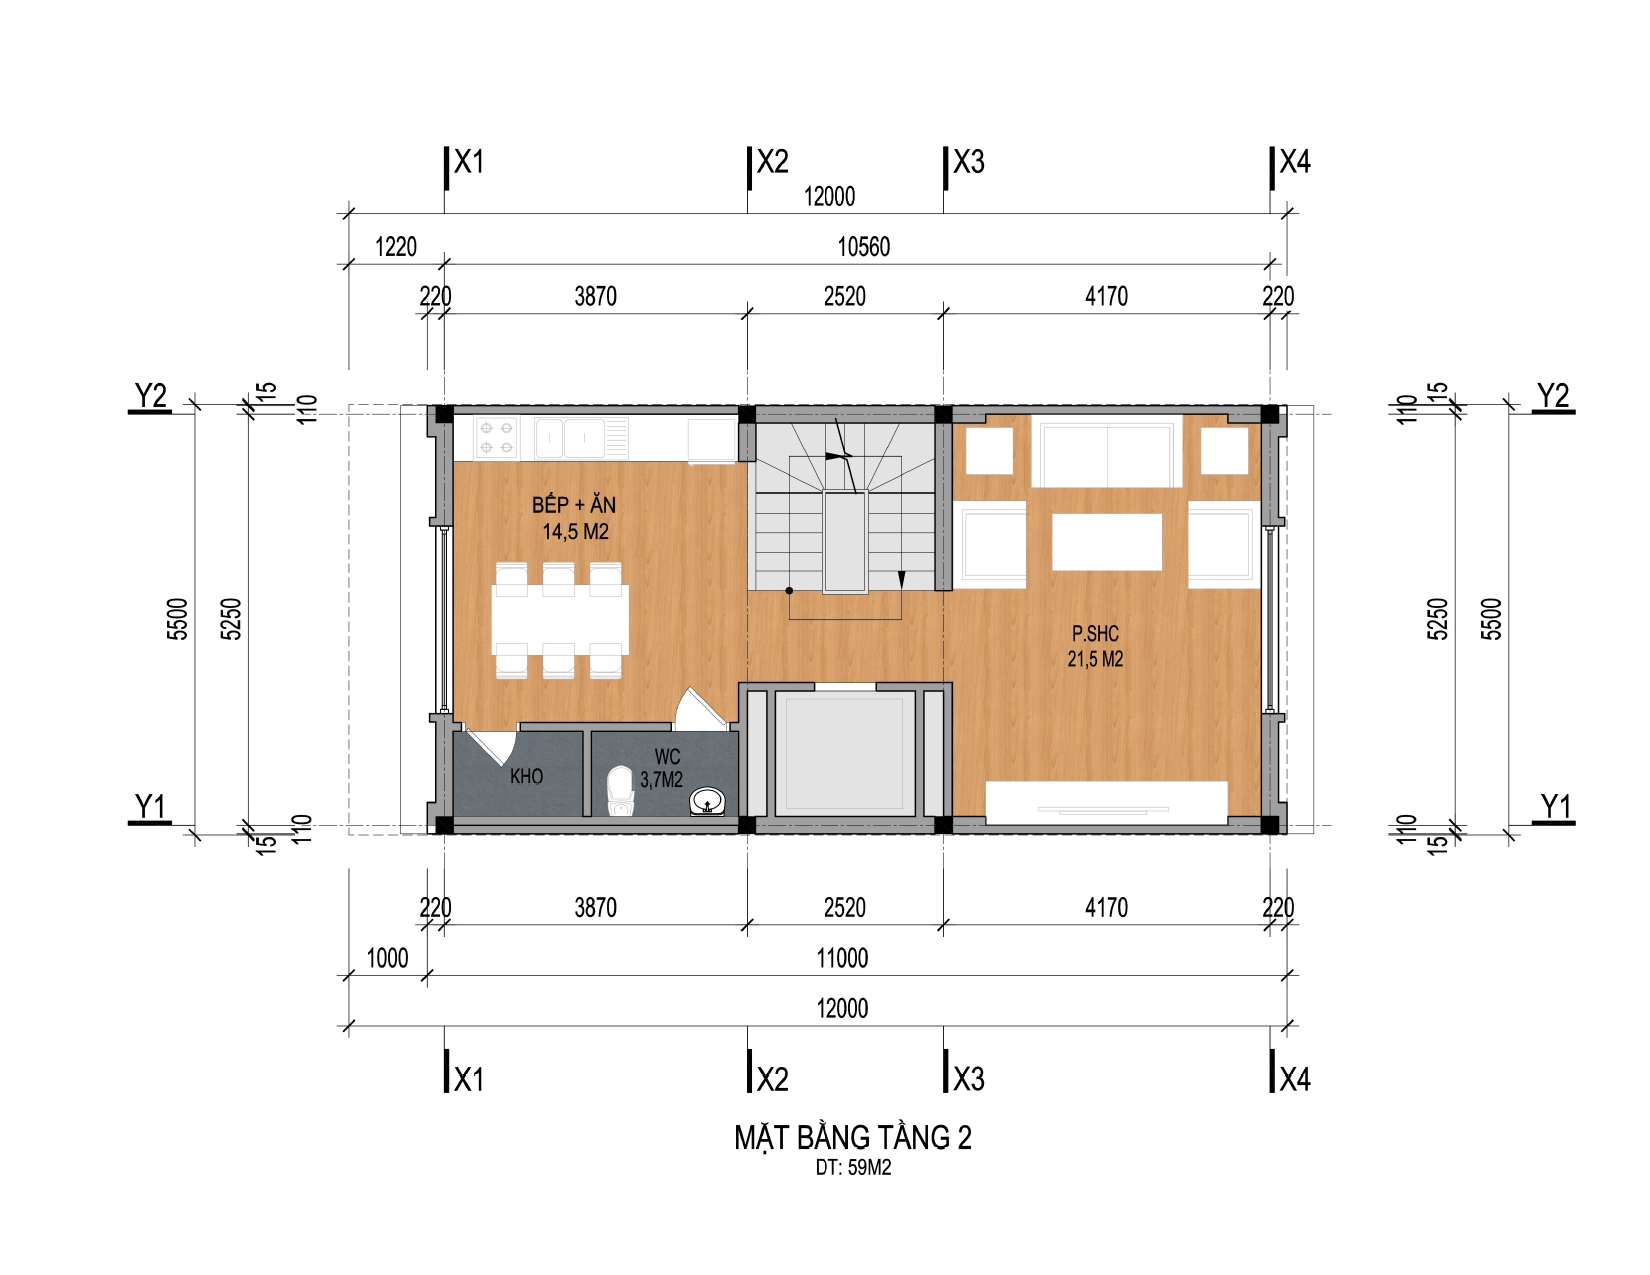 X1 X2 X3 X4
12000
1220 10560
220 3870 2520 4170 220
Y2 15 110 110 15 Y2
BẾP + ĂN
14,5 M2
5500 5250 5250 5500
P.SHC
21,5 M2
WC
KHO 3,7M2
Y1 110 15 110 15 Y1
220 3870 2520 4170 220
1000 11000
12000
X1 X2 X3 X4
MẶT BẰNG TẦNG 2
DT: 59M2